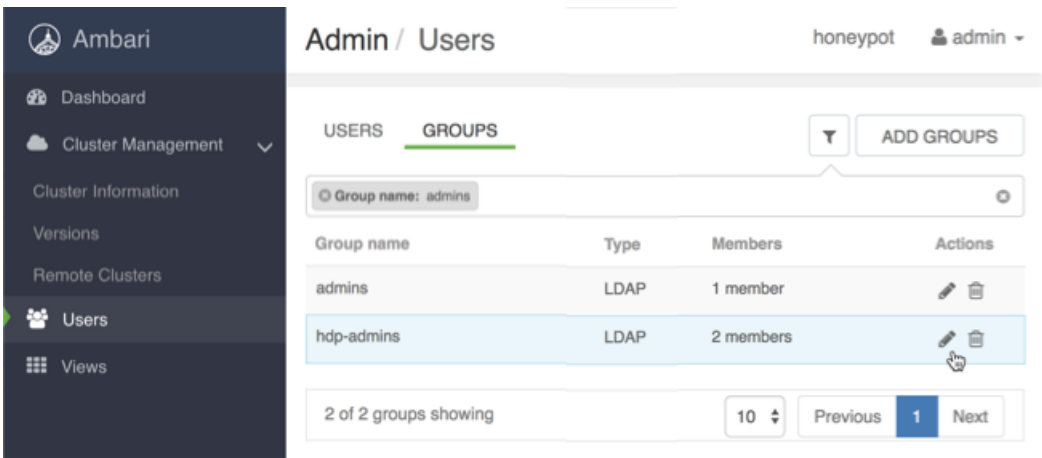 Ambari
Admin / Users
honeypot
admin
Dashboard
Cluster Management
Cluster Information
Versions
Remote Clusters
Users
Views
USERS
GROUPS
ADD GROUPS
Group name: admins
Group name Type Members Actions
admins LDAP 1 member
hdp-admins LDAP 2 members
2 of 2 groups showing
10
Previous 1 Next